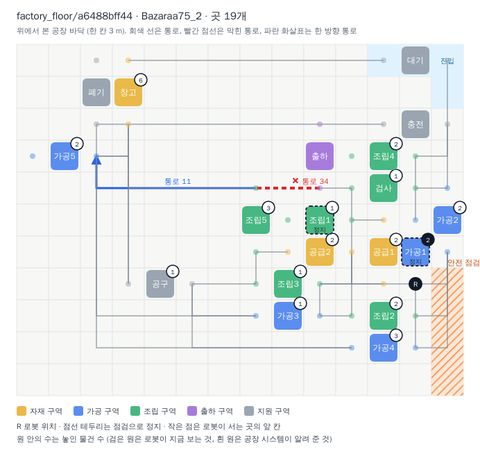 factory_floor/a6488bff44 · Bazaraa75_2 · 곳 19개
위에서 본 공장 바닥 (한 칸 3 m). 회색 선은 통로, 빨간 점선은 막힌 통로, 파란 화살표는 한 방향 통로
대기
진입
폐기
창고
6
충전
가공5
2
출하
조립4
2
검사
1
통로 11
✖ 통로 34
조립5
3
조립1
정지
1
가공2
2
공급2
2
공급1
2
가공1
정지
2
안전 점검
공구
1
조립3
1
R
가공3
1
조립2
2
가공4
3
자재 구역
가공 구역
조립 구역
출하 구역
지원 구역
R 로봇 위치 · 점선 테두리는 점검으로 정지 · 작은 점은 로봇이 서는 곳의 앞 칸
원 안의 수는 놓인 물건 수 (검은 원은 로봇이 지금 보는 것, 흰 원은 공장 시스템이 알려 준 것)